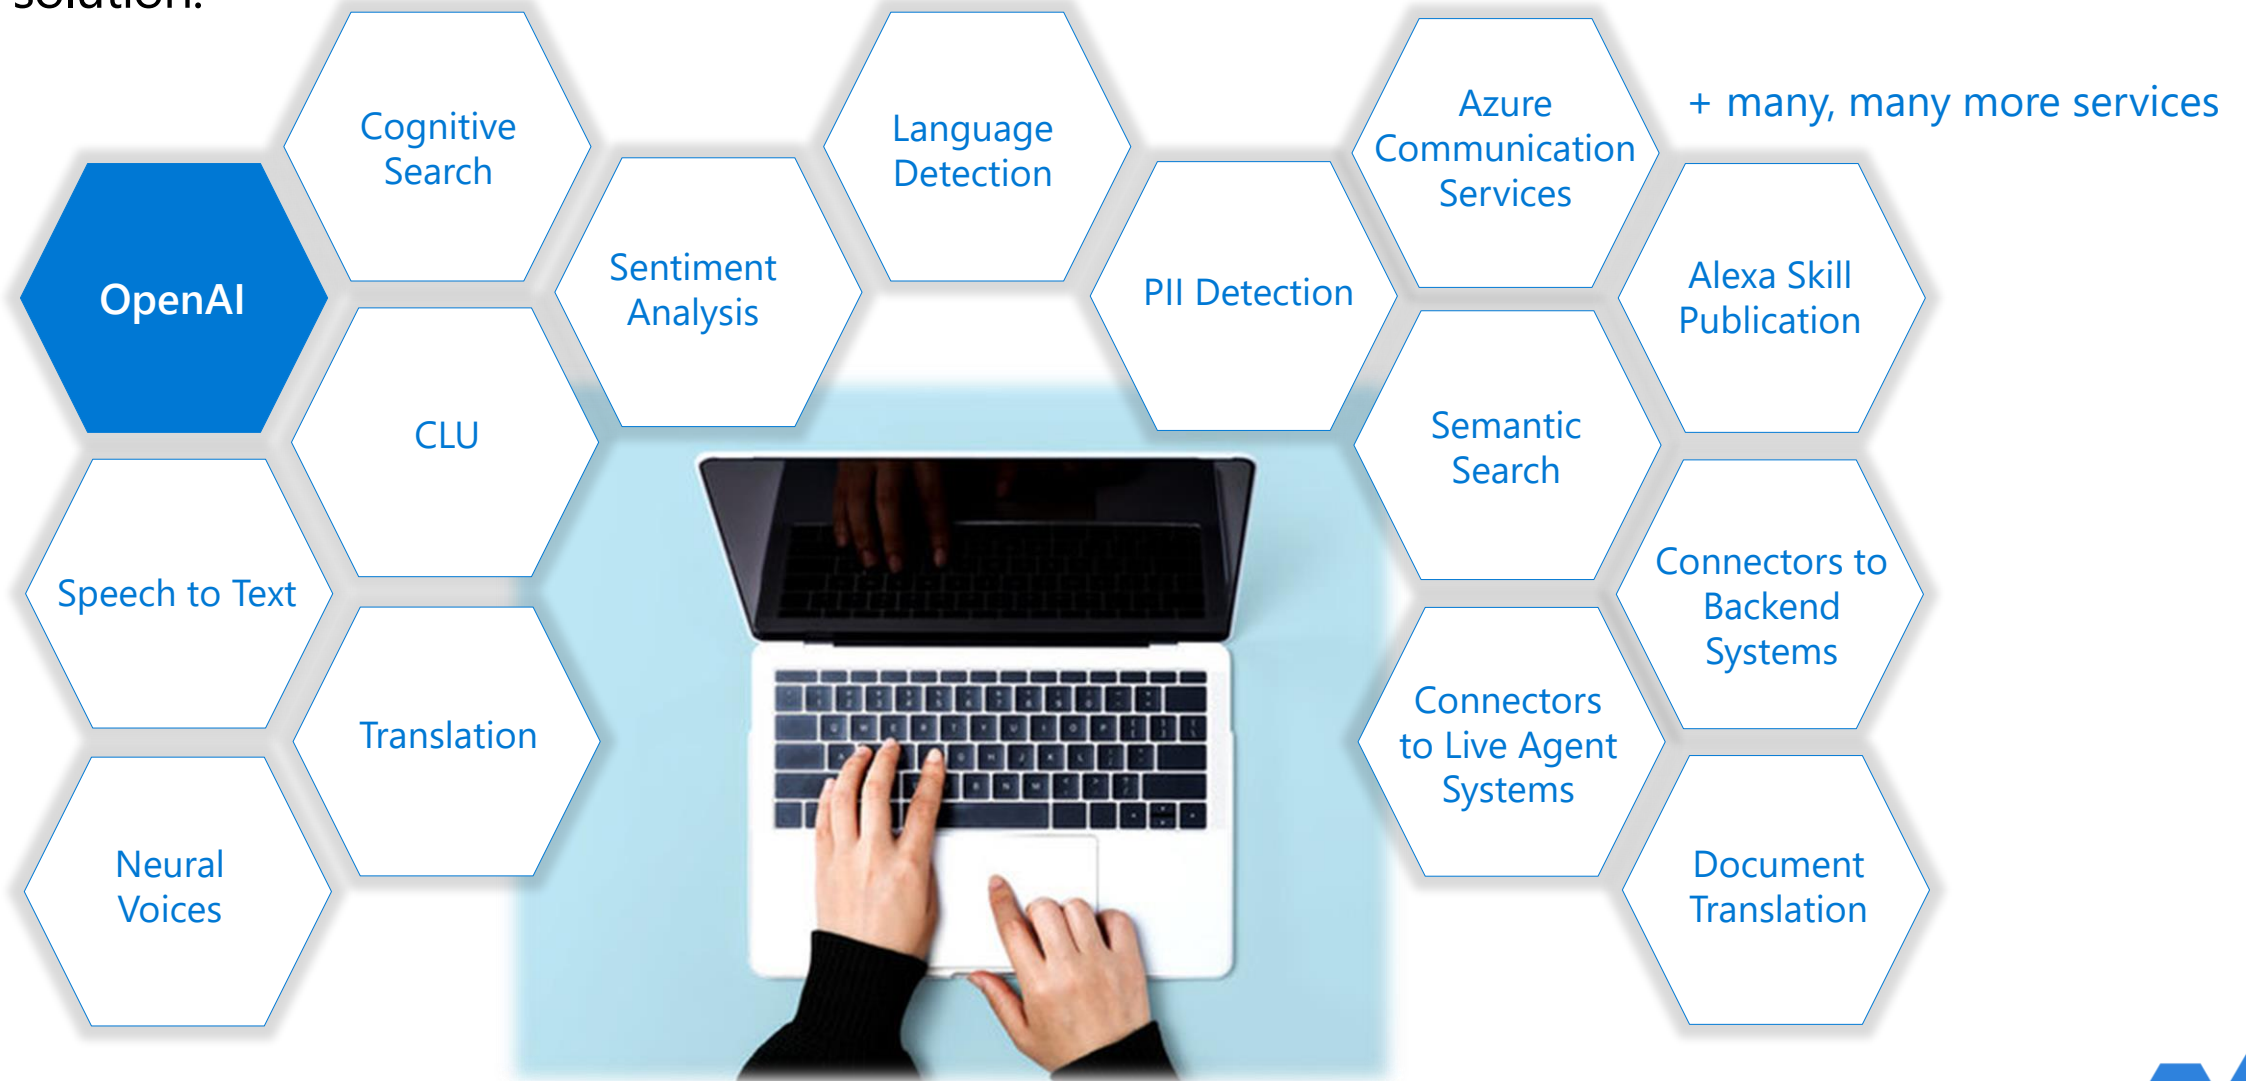 solution.
Cognitive
Search
Language
Detection
Azure
Communication
Services
+ many, many more services
OpenAI
Sentiment
Analysis
PII Detection
Alexa Skill
Publication
CLU
Semantic
Search
Speech to Text
Connectors to
Backend
Systems
Translation
Connectors
to Live Agent
Systems
Neural
Voices
Document
Translation